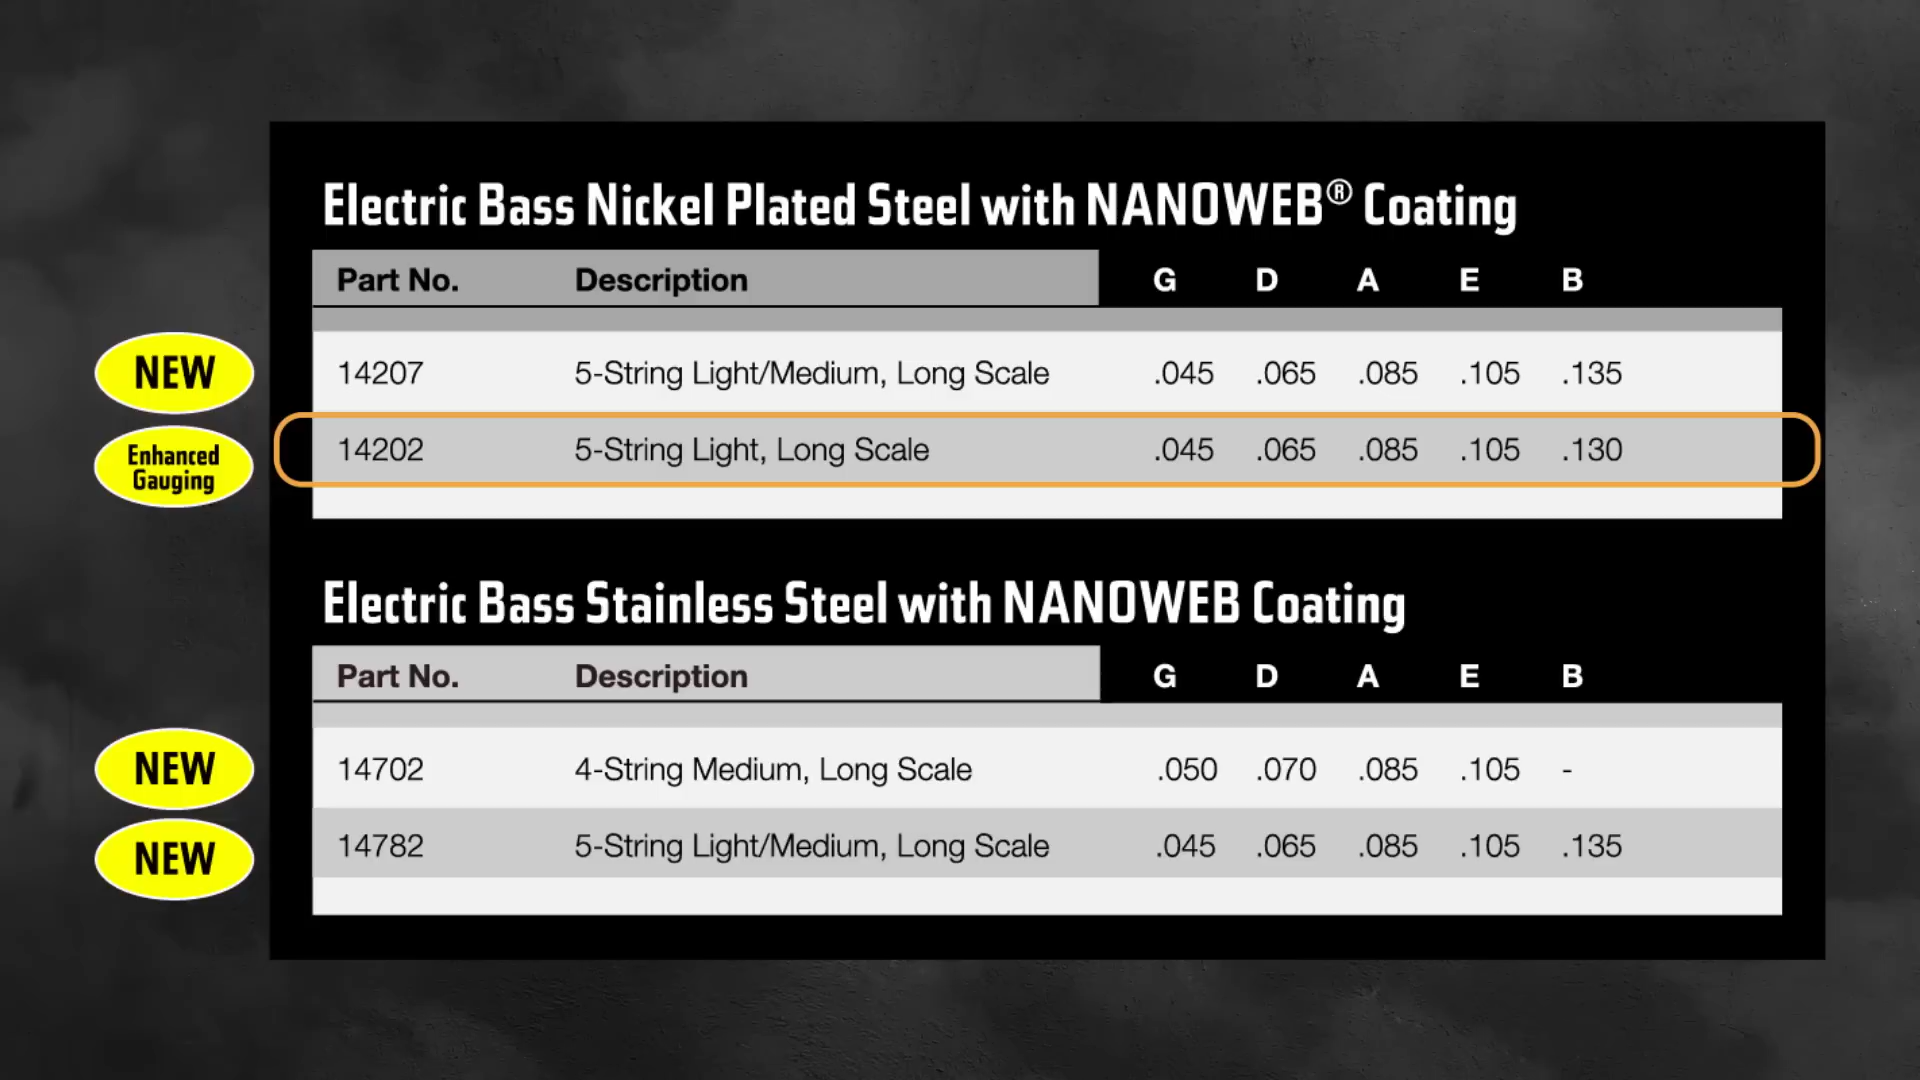 Electric Bass Nickel Plated Steel with NANOWEB® Coating
Part No. Description G D A E B
NEW 14207 5-String Light/Medium, Long Scale .045 .065 .085 .105 .135
Enhanced
Gauging
14202 5-String Light, Long Scale .045 .065 .085 .105 .130
Electric Bass Stainless Steel with NANOWEB Coating
Part No. Description G D A E B
NEW 14702 4-String Medium, Long Scale .050 .070 .085 .105 -
NEW 14782 5-String Light/Medium, Long Scale .045 .065 .085 .105 .135